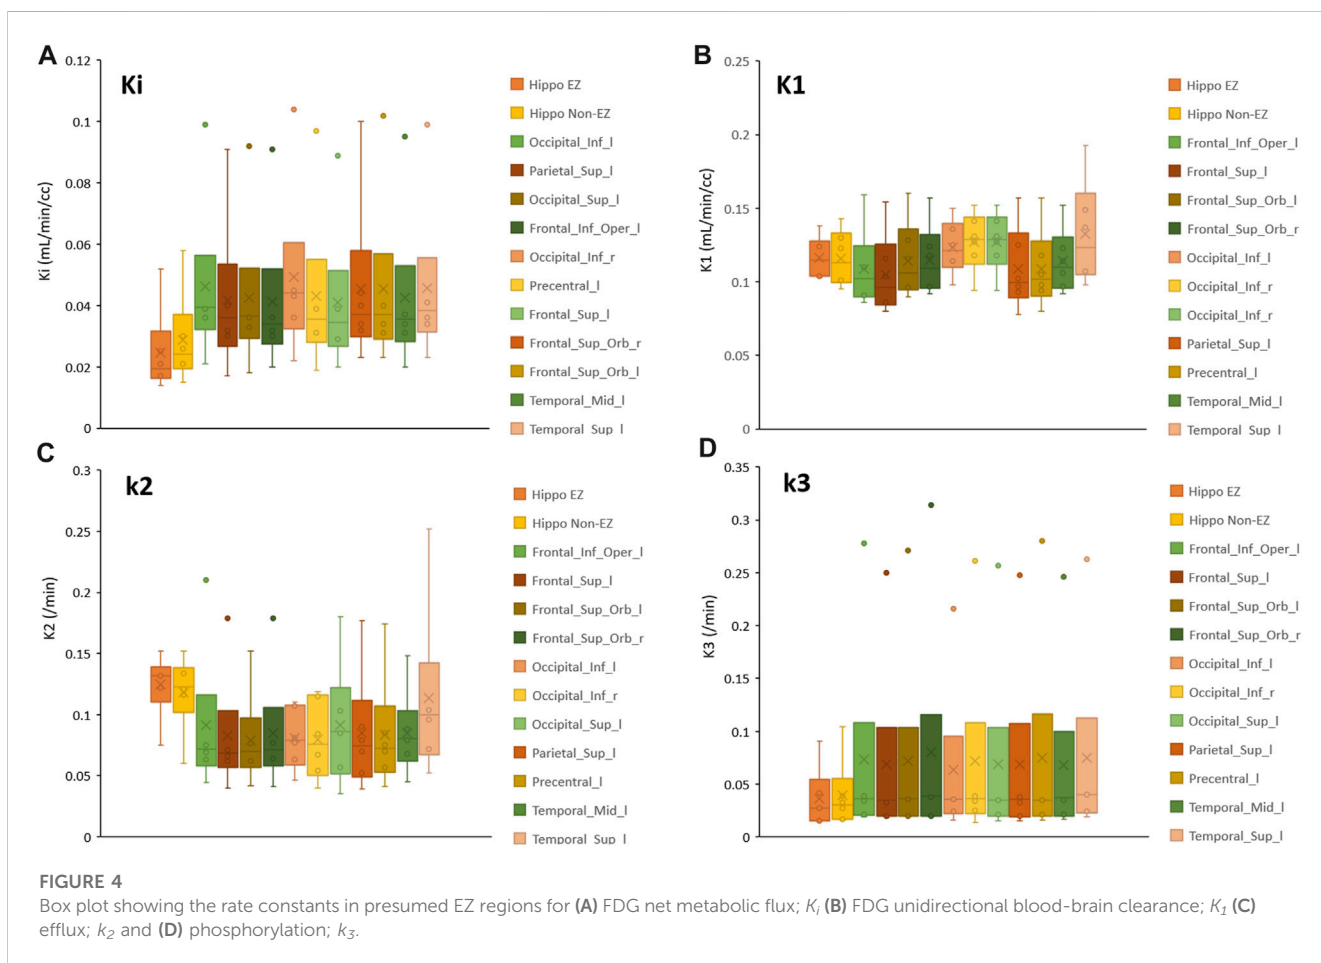 A
Ki
Ki (mL/min/cc)
0.12
0.1
0.08
0.06
0.04
0.02
0
Hippo EZ
Hippo Non-EZ
Occipital_Inf_l
Parietal_Sup_l
Occipital_Sup_l
Frontal_Inf_Oper_l
Occipital_Inf_r
Precentral_l
Frontal_Sup_l
Frontal_Sup_Orb_r
Frontal_Sup_Orb_l
Temporal_Mid_l
Temporal_Sup_l
B
K1
K1 (mL/min/cc)
0.25
0.2
0.15
0.1
0.05
0
Hippo EZ
Hippo Non-EZ
Frontal_Inf_Oper_l
Frontal_Sup_l
Frontal_Sup_Orb_l
Frontal_Sup_Orb_r
Occipital_Inf_l
Occipital_Inf_r
Occipital_Inf_r
Parietal_Sup_l
Precentral_l
Temporal_Mid_l
Temporal_Sup_l
C
k2
K2 (/min)
0.3
0.25
0.2
0.15
0.1
0.05
0
Hippo EZ
Hippo Non-EZ
Frontal_Inf_Oper_l
Frontal_Sup_l
Frontal_Sup_Orb_l
Frontal_Sup_Orb_r
Occipital_Inf_l
Occipital_Inf_r
Occipital_Sup_l
Parietal_Sup_l
Precentral_l
Temporal_Mid_l
Temporal_Sup_l
D
k3
K3 (/min)
0.35
0.3
0.25
0.2
0.15
0.1
0.05
0
Hippo EZ
Hippo Non-EZ
Frontal_Inf_Oper_l
Frontal_Sup_l
Frontal_Sup_Orb_l
Frontal_Sup_Orb_r
Occipital_Inf_l
Occipital_Inf_r
Occipital_Sup_l
Parietal_Sup_l
Precentral_l
Temporal_Mid_l
Temporal_Sup_l
FIGURE 4
Box plot showing the rate constants in presumed EZ regions for (A) FDG net metabolic flux; Ki (B) FDG unidirectional blood-brain clearance; K1 (C)
efflux; k2 and (D) phosphorylation; k3.